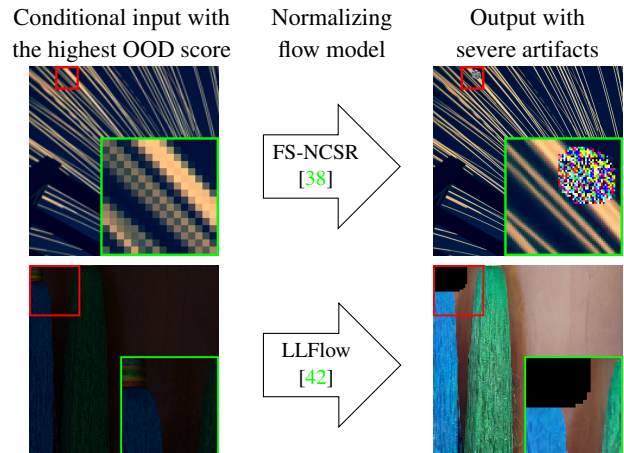 Conditional input with
the highest OOD score
Normalizing
flow model
Output with
severe artifacts
FS-NCSR
[38]
LLFlow
[42]